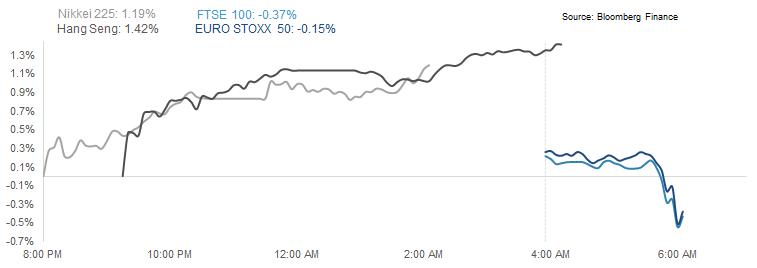 Nikkei 225: 1.19%
FTSE 100: -0.37%
Source: Bloomberg Finance
Hang Seng: 1.42%
EURO STOXX 50: -0.15%
1.3%
1.1%
0.9%
0.7%
0.5%
0.3%
0.1%
-0.1%
-0.3%
-0.5%
-0.7%
8:00 PM
10:00 PM
12:00 AM
2:00 AM
4:00 AM
6:00 AM